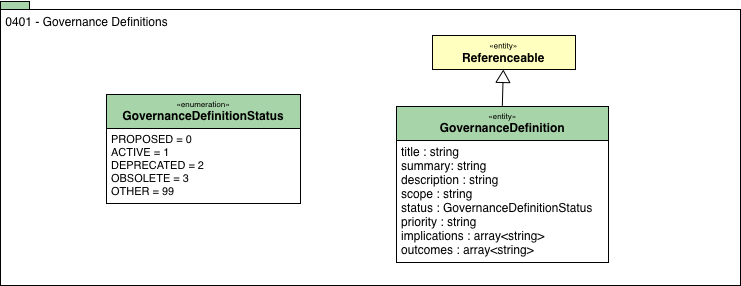 0401 - Governance Definitions
«entity»
Referenceable
«enumeration»
GovernanceDefinitionStatus
PROPOSED = 0
ACTIVE = 1
DEPRECATED = 2
OBSOLETE = 3
OTHER = 99
«entity»
GovernanceDefinition
title : string
summary: string
description : string
scope : string
status : GovernanceDefinitionStatus
priority : string
implications : array<string>
outcomes : array<string>